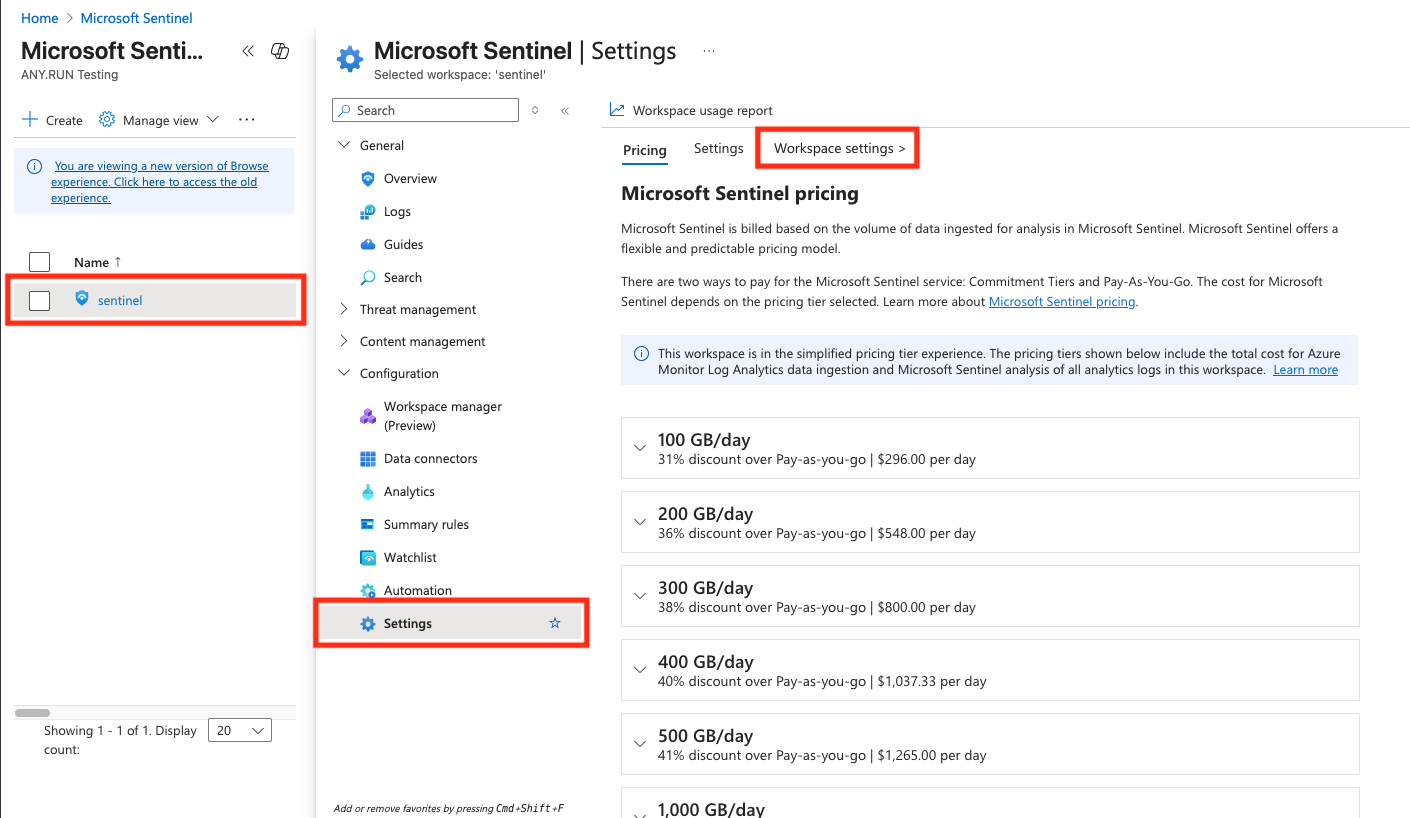 Home > Microsoft Sentinel
Microsoft Senti...
ANY.RUN Testing
Create
Manage view
...
You are viewing a new version of Browse
experience. Click here to access the old
experience.
Name ↑
sentinel
Showing 1 - 1 of 1. Display
count:
20
Microsoft Sentinel | Settings
...
Selected workspace: 'sentinel'
Search
General
Overview
Logs
Guides
Search
Threat management
Content management
Configuration
Workspace manager
(Preview)
Data connectors
Analytics
Summary rules
Watchlist
Automation
Settings
Add or remove favorites by pressing Cmd+Shift+F
Workspace usage report
Pricing
Settings
Workspace settings >
Microsoft Sentinel pricing
Microsoft Sentinel is billed based on the volume of data ingested for analysis in Microsoft Sentinel. Microsoft Sentinel offers a
flexible and predictable pricing model.
There are two ways to pay for the Microsoft Sentinel service: Commitment Tiers and Pay-As-You-Go. The cost for Microsoft
Sentinel depends on the pricing tier selected. Learn more about Microsoft Sentinel pricing.
This workspace is in the simplified pricing tier experience. The pricing tiers shown below include the total cost for Azure
Monitor Log Analytics data ingestion and Microsoft Sentinel analysis of all analytics logs in this workspace. Learn more
100 GB/day
31% discount over Pay-as-you-go | $296.00 per day
200 GB/day
36% discount over Pay-as-you-go | $548.00 per day
300 GB/day
38% discount over Pay-as-you-go | $800.00 per day
400 GB/day
40% discount over Pay-as-you-go | $1,037.33 per day
500 GB/day
41% discount over Pay-as-you-go | $1,265.00 per day
1,000 GB/day